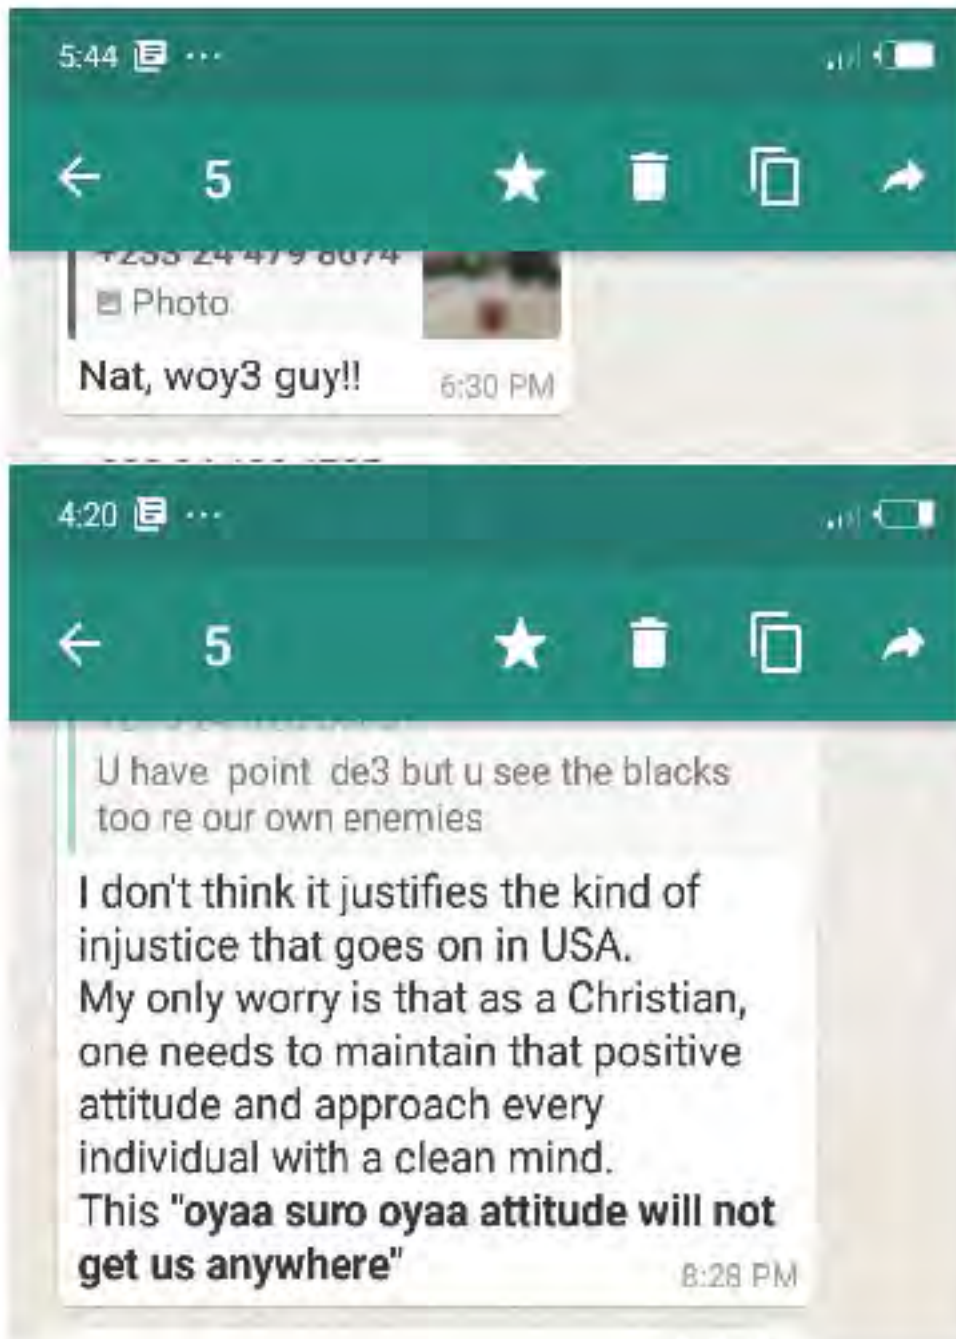 5:44
5
Photo
Nat, woy3 guy!!
6:30 PM
4:20
5
U have point de3 but u see the blacks
too re our own enemies
I don't think it justifies the kind of
injustice that goes on in USA.
My only worry is that as a Christian,
one needs to maintain that positive
attitude and approach every
individual with a clean mind.
This "oyaa suro oyaa attitude will not
get us anywhere"
8:28 PM